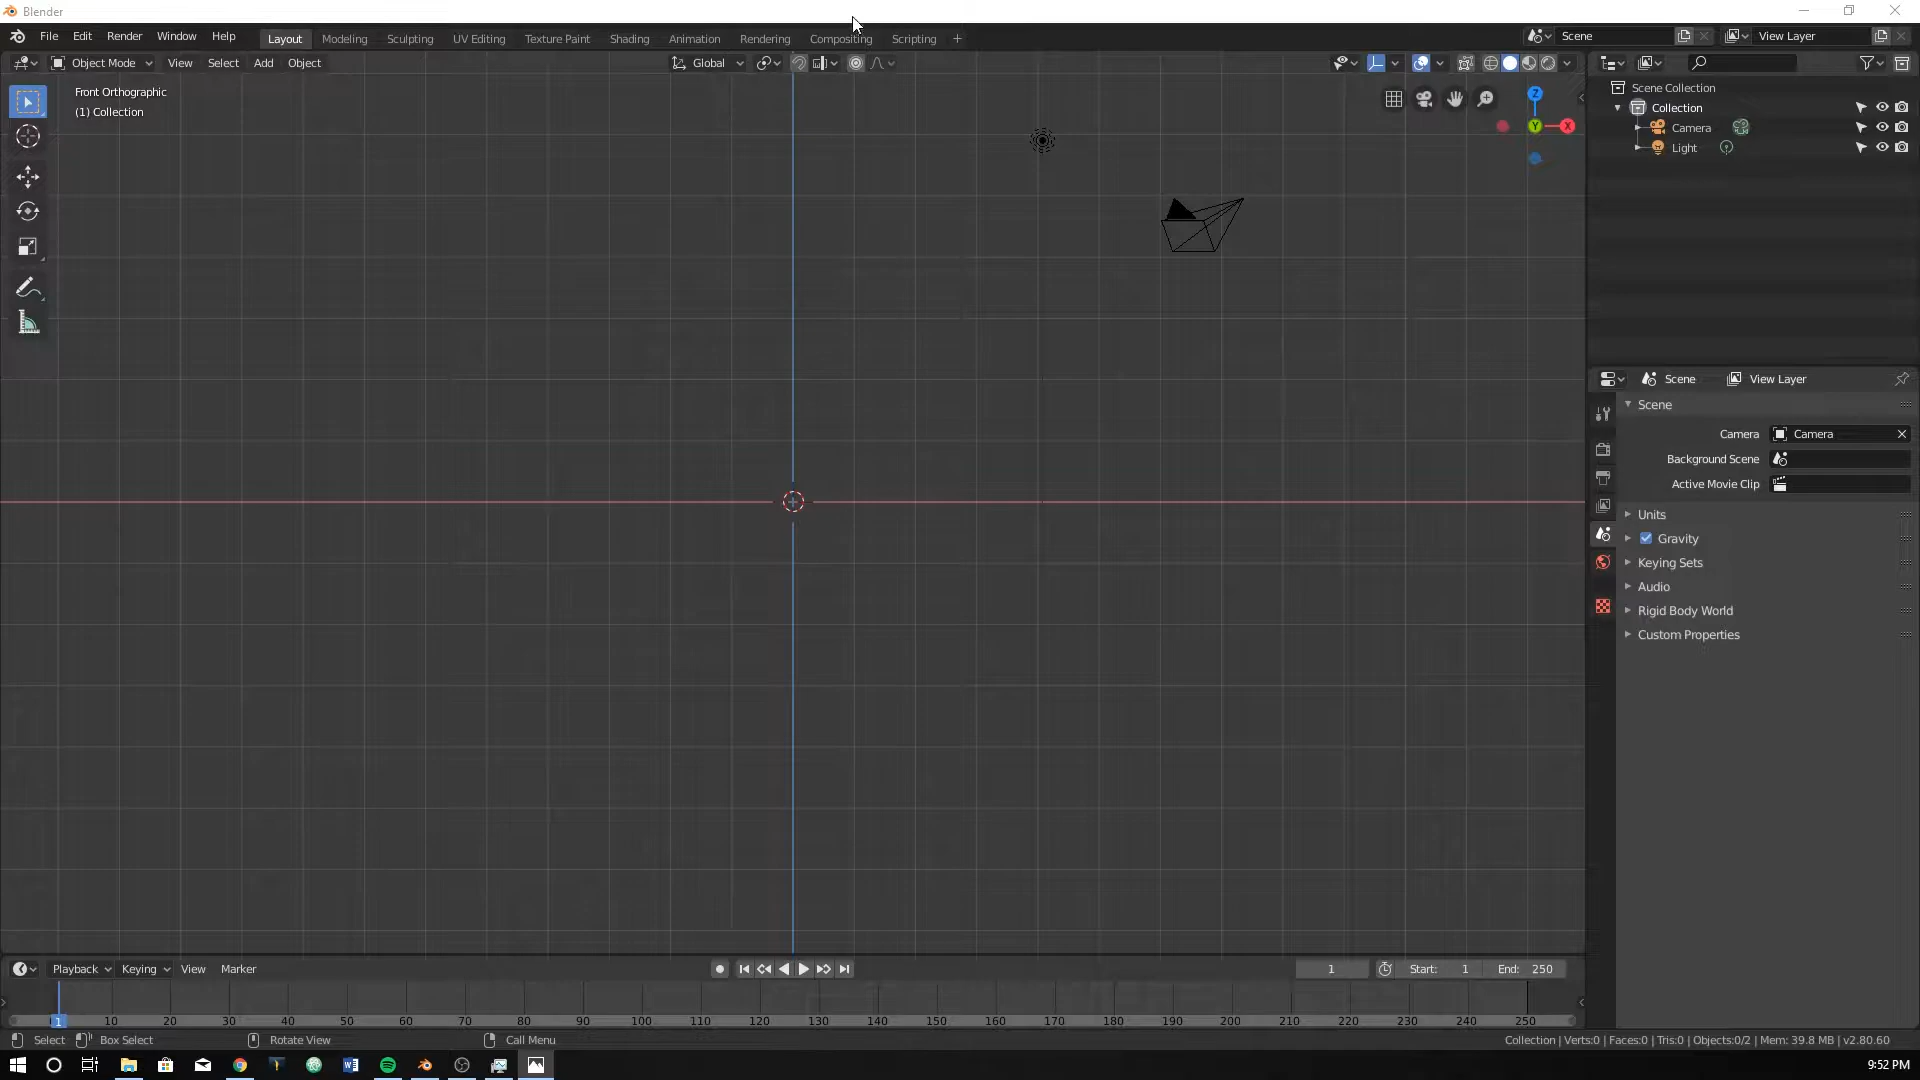 Blender
File Edit Render Window Help Layout Modeling Sculpting UV Editing Texture Paint Shading Animation Rendering Compositing Scripting + Scene View Layer
Object Mode View Select Add Object Global
Front Orthographic
(1) Collection
Z
Y X
Scene Collection
Collection
Camera
Light
Scene View Layer
Scene
Camera Camera
Background Scene
Active Movie Clip
Units
Gravity
Keying Sets
Audio
Rigid Body World
Custom Properties
Playback Keying View Marker 1 Start: 1 End: 250
1 10 20 30 40 50 60 70 80 90 100 110 120 130 140 150 160 170 180 190 200 210 220 230 240 250
Select Box Select Rotate View Call Menu Collection | Verts:0 | Faces:0 | Tris:0 | Objects:0/2 | Mem: 39.8 MB | v2.80.60
9:52 PM